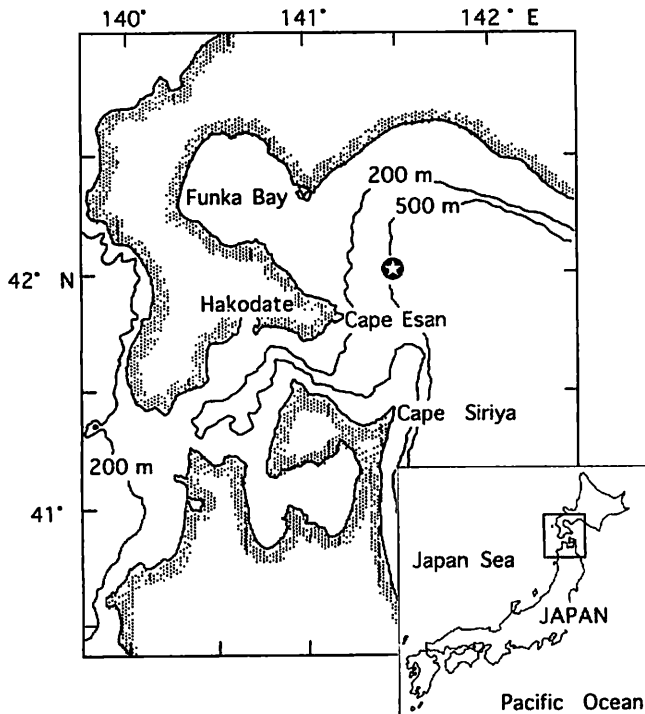 140° 141° 142° E
200 m
Funka Bay
500 m
42° N
Hakodate
Cape Esan
Cape Siriya
200 m
41°
Japan Sea
JAPAN
Pacific Ocean